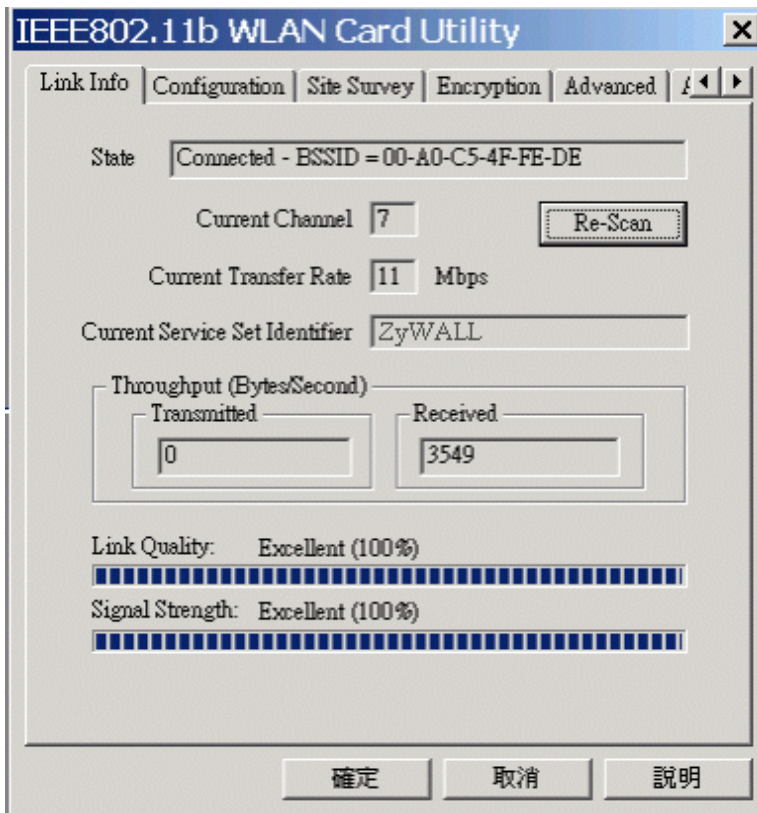 IEEE802.11b WLAN Card Utility
Link Info Configuration Site Survey Encryption Advanced
State Connected - BSSID = 00-A0-C5-4F-FE-DE
Current Channel 7 Re-Scan
Current Transfer Rate 11 Mbps
Current Service Set Identifier ZyWALL
Throughput (Bytes/Second)
Transmitted Received
0 3549
Link Quality: Excellent (100%)
Signal Strength: Excellent (100%)
確定 取消 說明